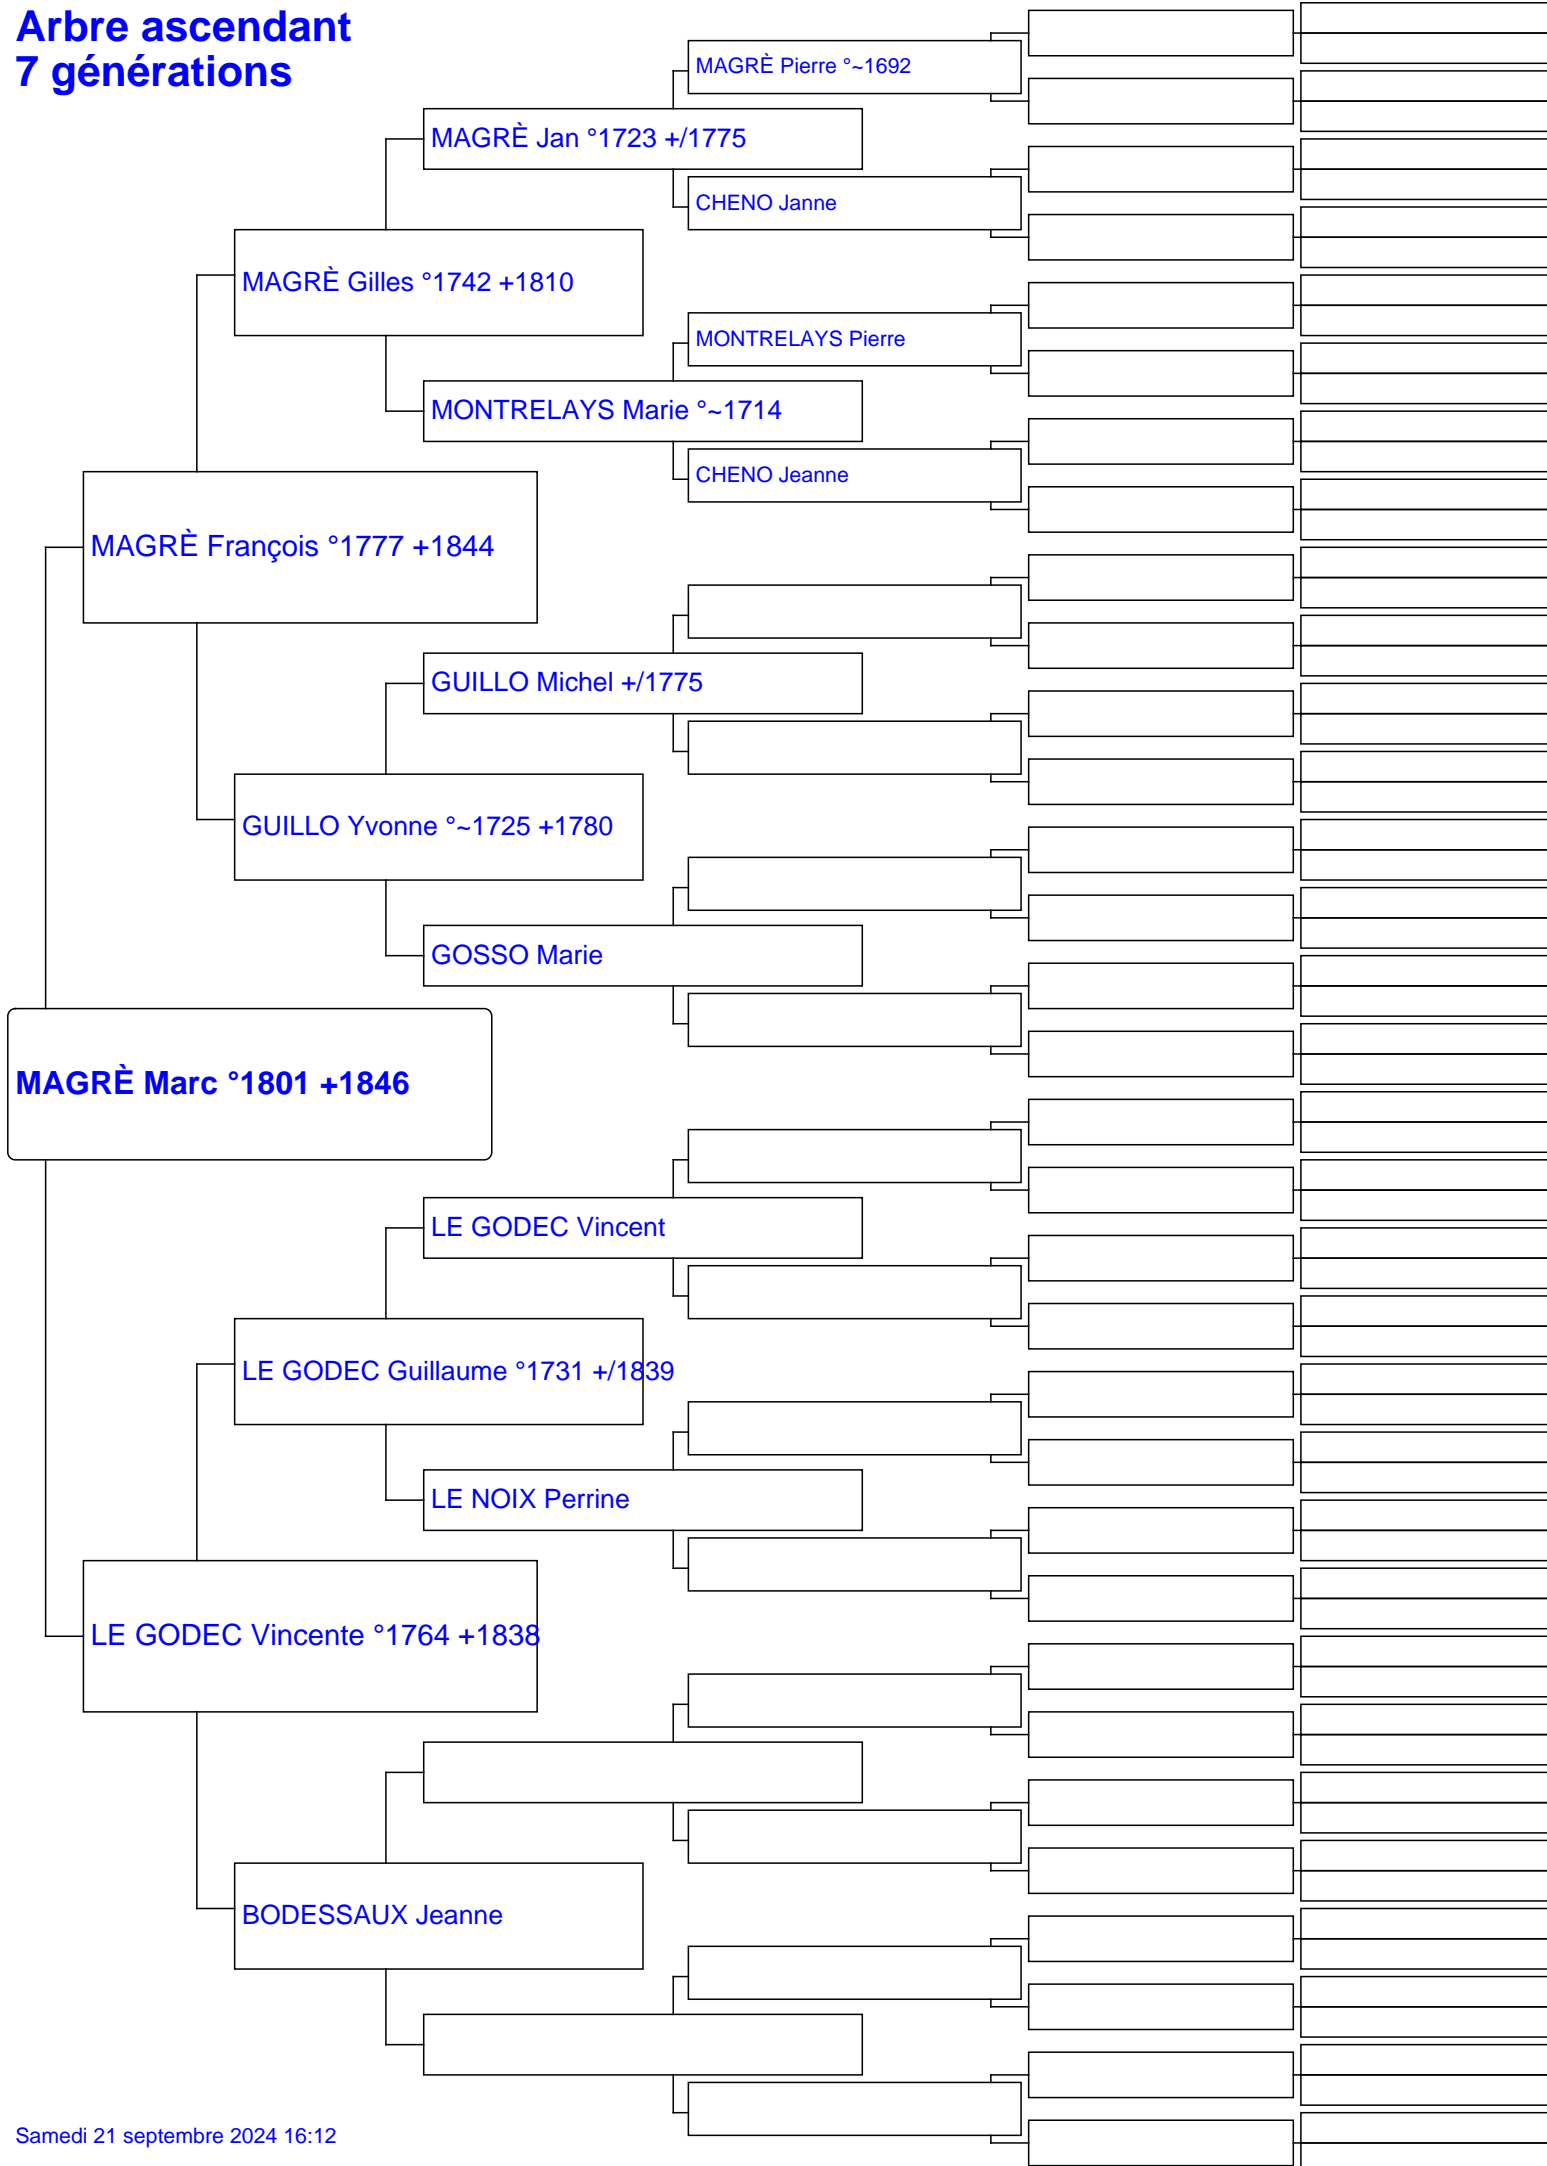 Arbre ascendant
7 générations
MAGRÈ Pierre °~1692
MAGRÈ Jan °1723 +/1775
CHENO Janne
MAGRÈ Gilles °1742 +1810
MONTRELAYS Pierre
MONTRELAYS Marie °~1714
CHENO Jeanne
MAGRÈ François °1777 +1844
GUILLO Michel +/1775
GUILLO Yvonne °~1725 +1780
GOSSO Marie
MAGRÈ Marc °1801 +1846
LE GODEC Vincent
LE GODEC Guillaume °1731 +/1839
LE NOIX Perrine
LE GODEC Vincente °1764 +1838
BODESSAUX Jeanne
Samedi 21 septembre 2024 16:12